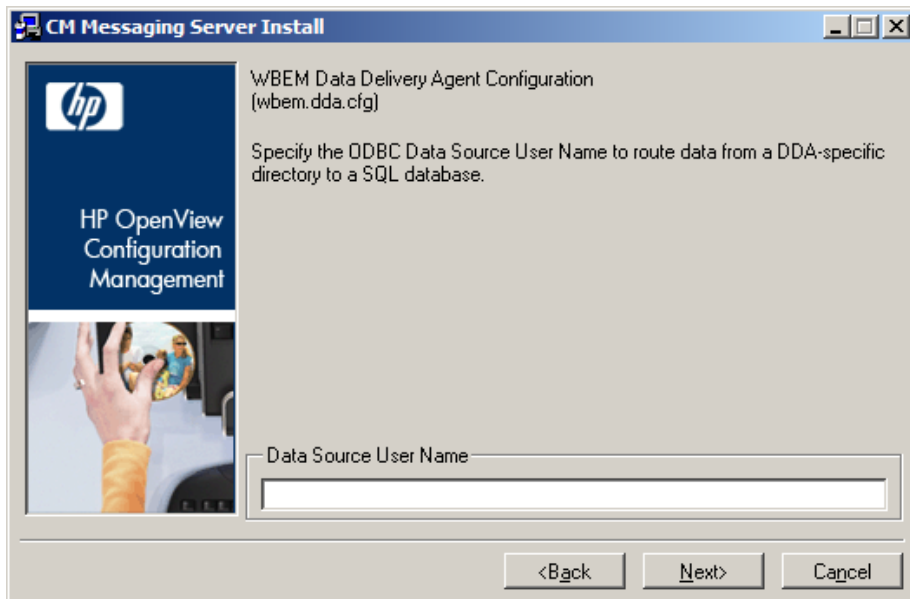 CM Messaging Server Install
hp
HP OpenView
Configuration
Management
WBEM Data Delivery Agent Configuration
(wbem.dda.cfg)
Specify the ODBC Data Source User Name to route data from a DDA-specific
directory to a SQL database.
Data Source User Name
<Back
Next>
Cancel